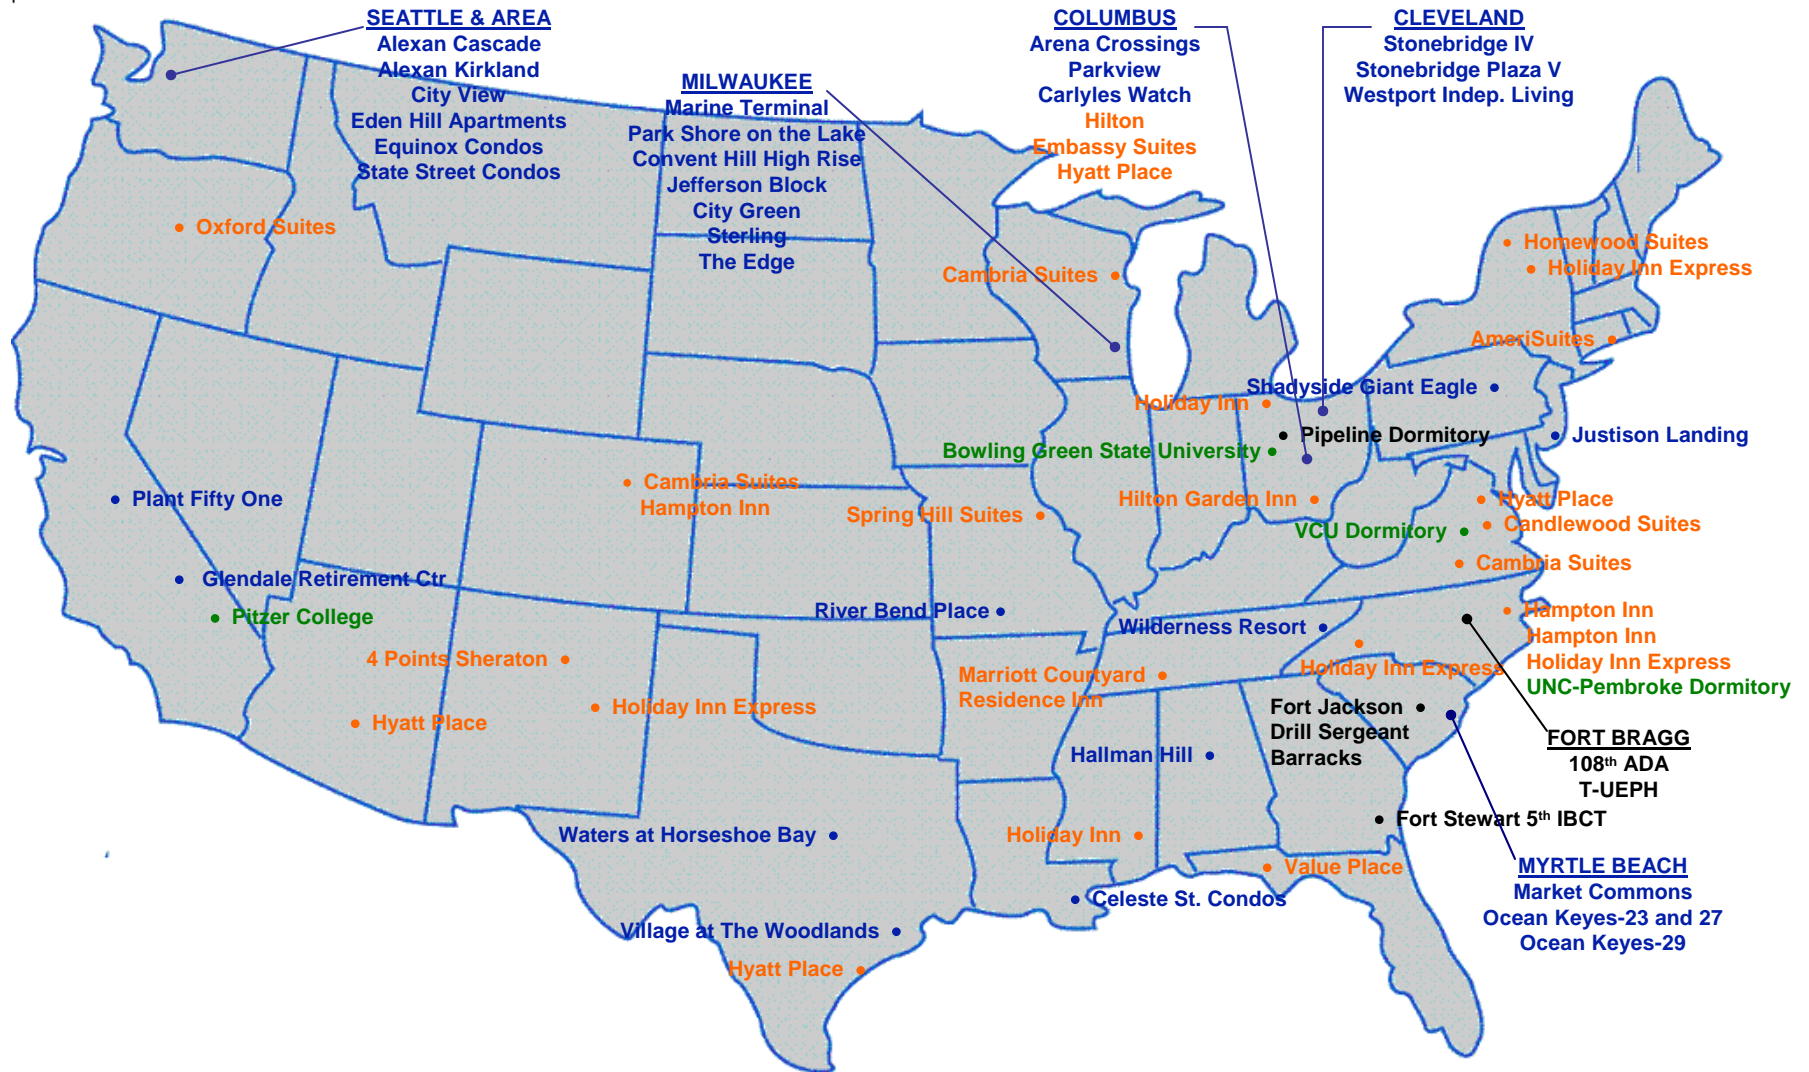 SEATTLE & AREA
Alexan Cascade
Alexan Kirkland
City View
Eden Hill Apartments
Equinox Condos
State Street Condos
MILWAUKEE
Marine Terminal
Park Shore on the Lake
Convent Hill High Rise
Jefferson Block
City Green
Sterling
The Edge
COLUMBUS
Arena Crossings
Parkview
Carlyles Watch
Hilton
Embassy Suites
Hyatt Place
CLEVELAND
Stonebridge IV
Stonebridge Plaza V
Westport Indep. Living
Oxford Suites
Cambria Suites
Homewood Suites
Holiday Inn Express
AmeriSuites
Shadyside Giant Eagle
Holiday Inn
Pipeline Dormitory
Justison Landing
Bowling Green State University
Plant Fifty One
Cambria Suites
Hampton Inn
Spring Hill Suites
Hilton Garden Inn
Hyatt Place
Candlewood Suites
VCU Dormitory
Cambria Suites
Glendale Retirement Ctr
Pitzer College
River Bend Place
Wilderness Resort
Hampton Inn
Hampton Inn
Holiday Inn Express
UNC-Pembroke Dormitory
4 Points Sheraton
Marriott Courtyard
Residence Inn
Holiday Inn Express
Holiday Inn Express
Hyatt Place
Fort Jackson
Drill Sergeant
Barracks
FORT BRAGG
108th ADA
T-UEPH
Hallman Hill
Fort Stewart 5th IBCT
Waters at Horseshoe Bay
Holiday Inn
Value Place
MYRTLE BEACH
Market Commons
Ocean Keyes-23 and 27
Ocean Keyes-29
Celeste St. Condos
Village at The Woodlands
Hyatt Place